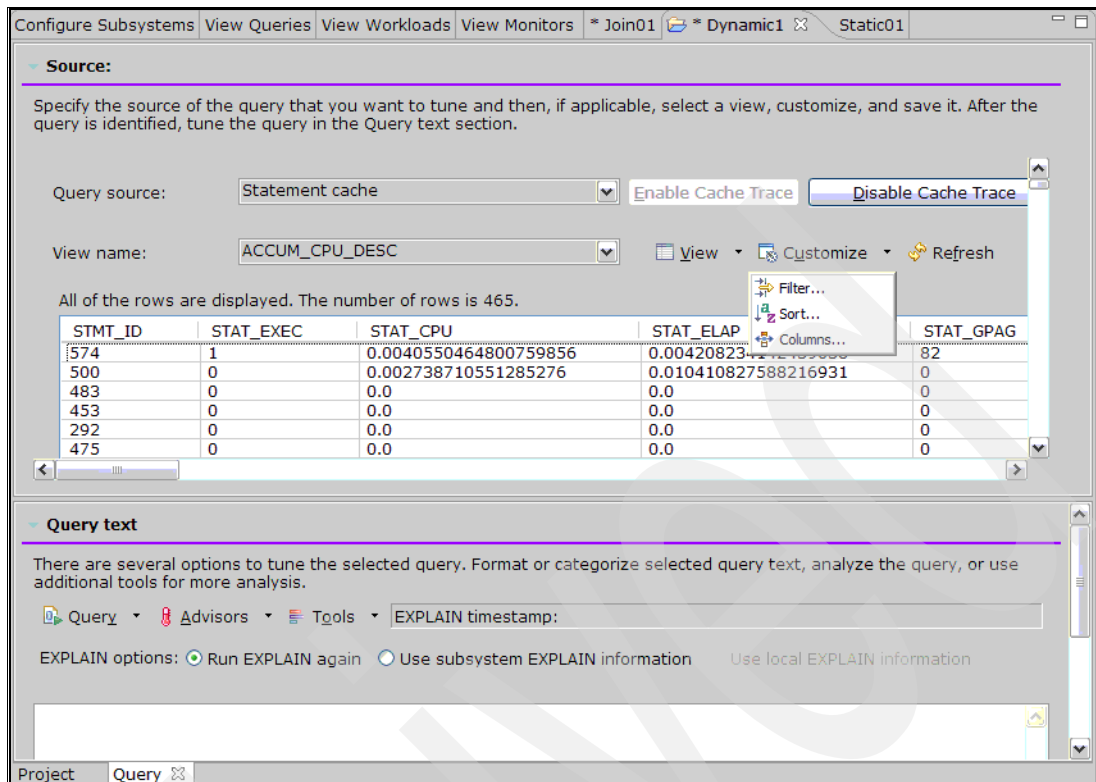 Configure Subsystems View Queries View Workloads View Monitors * Join01 * Dynamic1 Static01
Source:
Specify the source of the query that you want to tune and then, if applicable, select a view, customize, and save it. After the
query is identified, tune the query in the Query text section.
Query source: Statement cache Enable Cache Trace Disable Cache Trace
View name: ACCUM_CPU_DESC View Customize Refresh
Filter...
Sort...
Columns...
All of the rows are displayed. The number of rows is 465.
STMT_ID STAT_EXEC STAT_CPU STAT_ELAP STAT_GPAG
574 1 0.0040550464800759856 82
500 0 0.002738710551285276 0.010410827588216931 0
483 0 0.0 0.0 0
453 0 0.0 0.0 0
292 0 0.0 0.0 0
475 0 0.0 0.0 0
Query text
There are several options to tune the selected query. Format or categorize selected query text, analyze the query, or use
additional tools for more analysis.
Query Advisors Tools EXPLAIN timestamp:
EXPLAIN options: Run EXPLAIN again Use subsystem EXPLAIN information Use local EXPLAIN information
Project Query